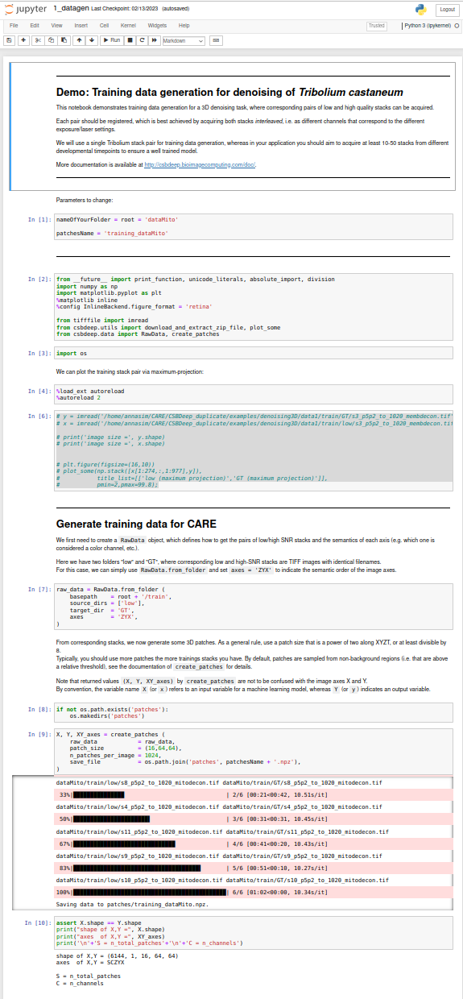 jupyter 1_datagen Last Checkpoint: 02/13/2023 (autosaved)
Logout
File Edit View Insert Cell Kernel Widgets Help
Trusted Python 3 (ipykernel)
Run Markdown
Demo: Training data generation for denoising of Tribolium castaneum
This notebook demonstrates training data generation for a 3D denoising task, where corresponding pairs of low and high quality stacks can be acquired.
Each pair should be registered, which is best achieved by acquiring both stacks interleaved, i.e. as different channels that correspond to the different
exposure/laser settings.
We will use a single Tribolium stack pair for training data generation, whereas in your application you should aim to acquire at least 10-50 stacks from different
developmental timepoints to ensure a well trained model.
More documentation is available at http://csbdeep.bioimagecomputing.com/doc/.
Parameters to change:
In [1]: nameOfYourFolder = root = 'dataMito'
patchesName = 'training_dataMito'
In [2]: from __future__ import print_function, unicode_literals, absolute_import, division
import numpy as np
import matplotlib.pyplot as plt
%matplotlib inline
%config InlineBackend.figure_format = 'retina'
from tifffile import imread
from csbdeep.utils import download_and_extract_zip_file, plot_some
from csbdeep.data import RawData, create_patches
In [3]: import os
We can plot the training stack pair via maximum-projection:
In [4]: %load_ext autoreload
%autoreload 2
In [6]: # y = imread('/home/annasim/CARE/CSBDeep_duplicate/examples/denoising3D/data1/train/GT/s3_p5p2_to_1020_membdecon.tif'
# x = imread('/home/annasim/CARE/CSBDeep_duplicate/examples/denoising3D/data1/train/low/s3_p5p2_to_1020_membdecon.tif
# print('image size =', y.shape)
# print('image size =', x.shape)
# plt.figure(figsize=(16,10))
# plot_some(np.stack([x[1:274,:,1:977],y]),
# title_list=[['low (maximum projection)','GT (maximum projection)']],
# pmin=2,pmax=99.8);
Generate training data for CARE
We first need to create a RawData object, which defines how to get the pairs of low/high SNR stacks and the semantics of each axis (e.g. which one is
considered a color channel, etc.).
Here we have two folders "low" and "GT", where corresponding low and high-SNR stacks are TIFF images with identical filenames.
For this case, we can simply use RawData.from_folder and set axes = 'ZYX' to indicate the semantic order of the image axes.
In [7]: raw_data = RawData.from_folder (
basepath = root + '/train',
source_dirs = ['low'],
target_dir = 'GT',
axes = 'ZYX',
)
From corresponding stacks, we now generate some 3D patches. As a general rule, use a patch size that is a power of two along XYZT, or at least divisible by
8.
Typically, you should use more patches the more trainings stacks you have. By default, patches are sampled from non-background regions (i.e. that are above
a relative threshold), see the documentation of create_patches for details.
Note that returned values (X, Y, XY_axes) by create_patches are not to be confused with the image axes X and Y.
By convention, the variable name X (or x) refers to an input variable for a machine learning model, whereas Y (or y) indicates an output variable.
In [8]: if not os.path.exists('patches'):
os.makedirs('patches')
In [9]: X, Y, XY_axes = create_patches (
raw_data = raw_data,
patch_size = (16,64,64),
n_patches_per_image = 1024,
save_file = os.path.join('patches', patchesName + '.npz'),
)
dataMito/train/low/s8_p5p2_to_1020_mitodecon.tif dataMito/train/GT/s8_p5p2_to_1020_mitodecon.tif
33%| | 2/6 [00:21<00:42, 10.51s/it]
dataMito/train/low/s4_p5p2_to_1020_mitodecon.tif dataMito/train/GT/s4_p5p2_to_1020_mitodecon.tif
50%| | 3/6 [00:31<00:31, 10.45s/it]
dataMito/train/low/s11_p5p2_to_1020_mitodecon.tif dataMito/train/GT/s11_p5p2_to_1020_mitodecon.tif
67%| | 4/6 [00:41<00:20, 10.43s/it]
dataMito/train/low/s9_p5p2_to_1020_mitodecon.tif dataMito/train/GT/s9_p5p2_to_1020_mitodecon.tif
83%| | 5/6 [00:51<00:10, 10.27s/it]
dataMito/train/low/s10_p5p2_to_1020_mitodecon.tif dataMito/train/GT/s10_p5p2_to_1020_mitodecon.tif
100%| | 6/6 [01:02<00:00, 10.34s/it]
Saving data to patches/training_dataMito.npz.
In [10]: assert X.shape == Y.shape
print("shape of X,Y =", X.shape)
print("axes of X,Y =", XY_axes)
print('\n'+'S = n_total_patches'+'\n'+'C = n_channels')
shape of X,Y = (6144, 1, 16, 64, 64)
axes of X,Y = SCZYX
S = n_total_patches
C = n_channels